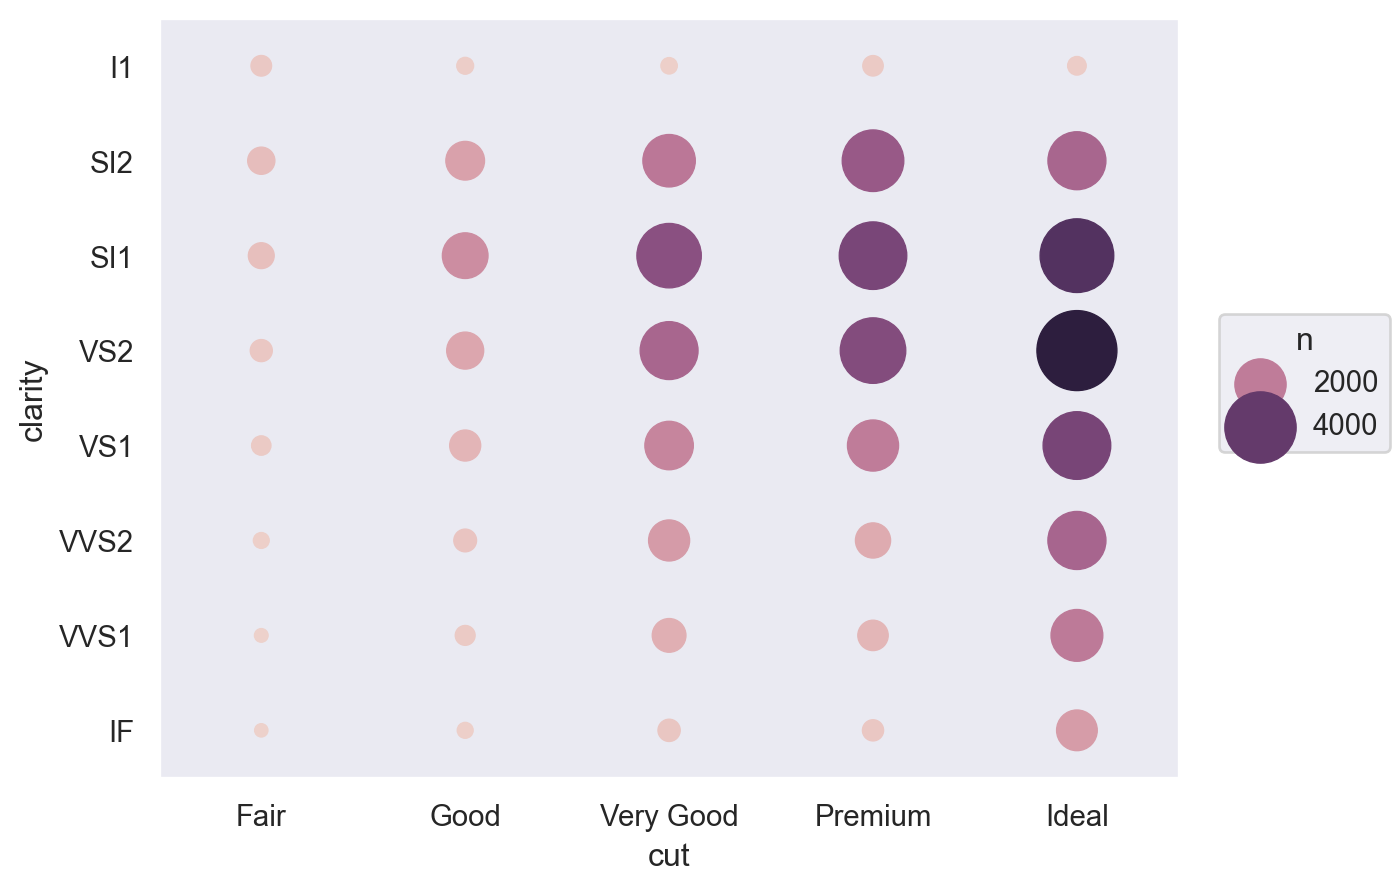 I1
SI2
SI1
VS2
VS1
VVS2
VVS1
IF
clarity
Fair Good Very Good Premium Ideal
cut
n
2000
4000